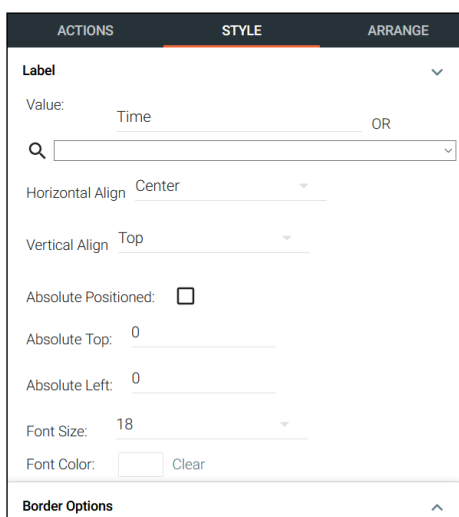 ACTIONS STYLE ARRANGE
Label
Value: Time OR
Horizontal Align Center
Vertical Align Top
Absolute Positioned:
Absolute Top: 0
Absolute Left: 0
Font Size: 18
Font Color: Clear
Border Options